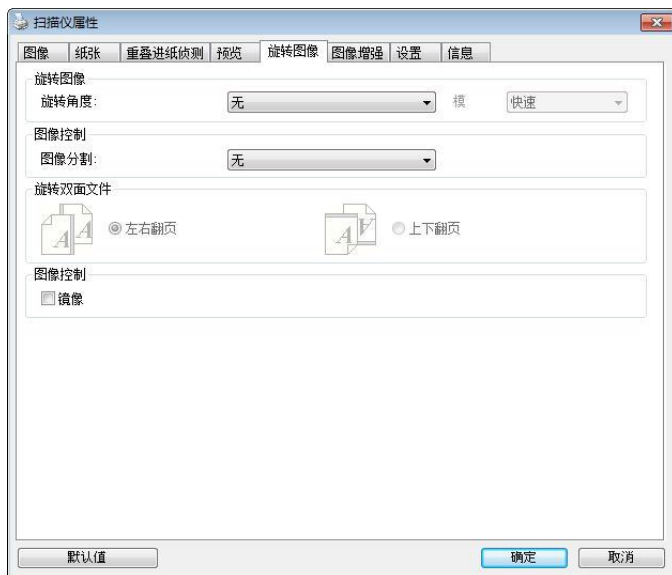 扫描仪属性
图像 纸张 重叠进纸侦测 预览 旋转图像 图像增强 设置 信息
旋转图像
旋转角度: 无 模 快速
图像控制
图像分割: 无
旋转双面文件
A A 左右翻页 A A 上下翻页
图像控制
镜像
默认值 确定 取消